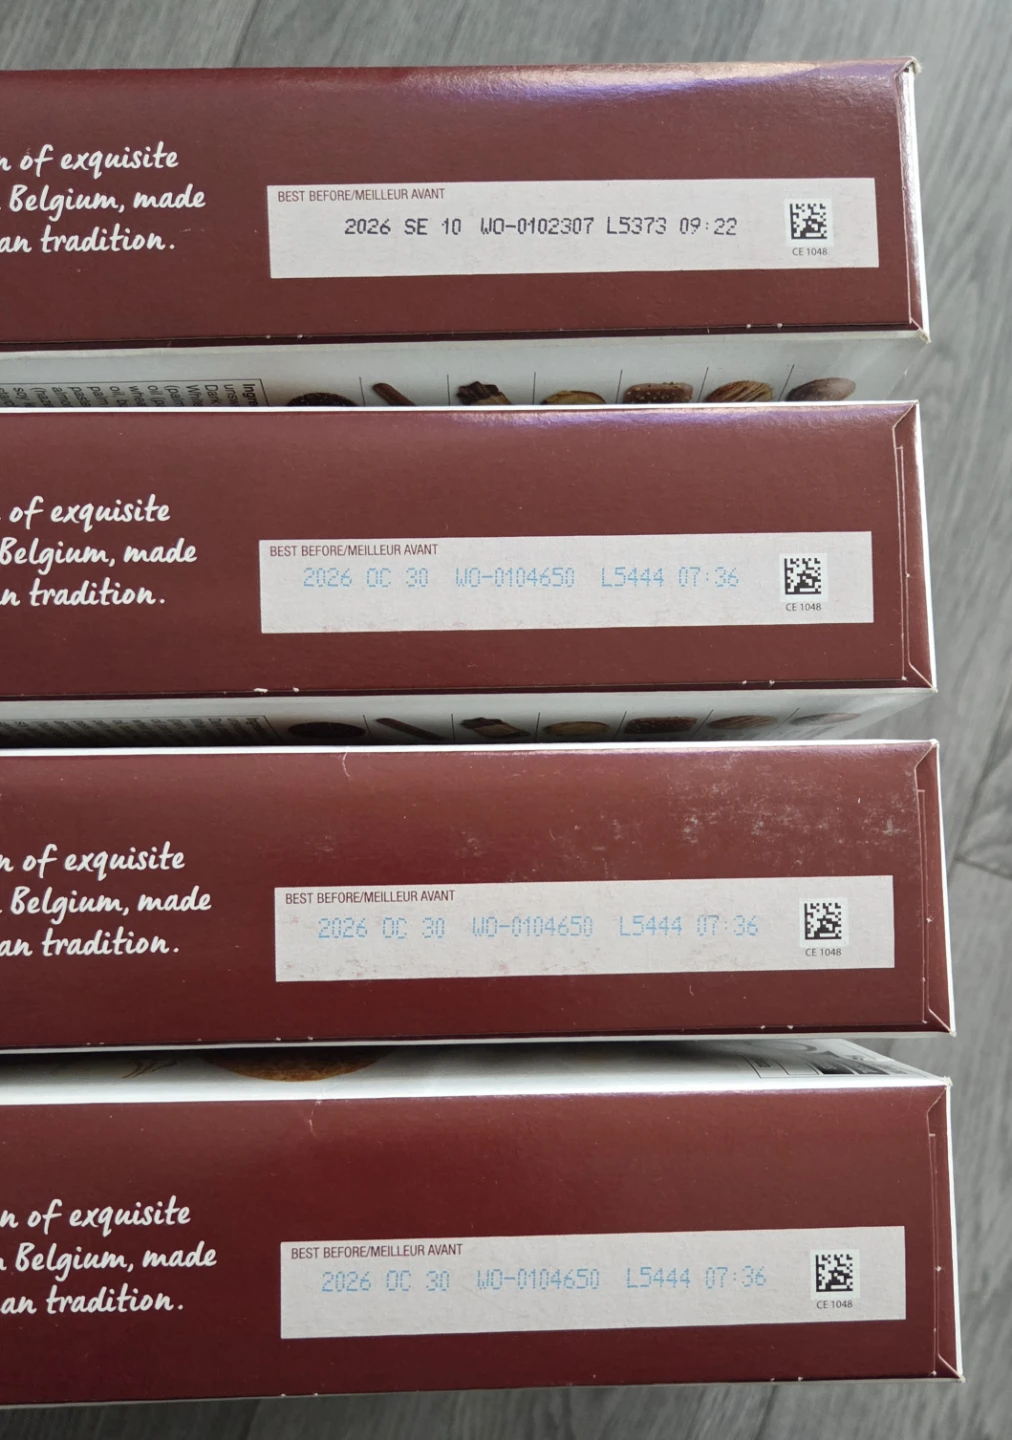 n of exquisite
Belgium, made
an tradition.
BEST BEFORE/MEILLEUR AVANT
2026 SE 10 WO-0102307 L5373 09:22
CE 1048
of exquisite
Belgium, made
n tradition.
BEST BEFORE/MEILLEUR AVANT
2026 OC 30 WO-0104650 L5444 07:36
CE 1048
n of exquisite
Belgium, made
an tradition.
BEST BEFORE/MEILLEUR AVANT
2026 OC 30 WO-0104650 L5444 07:36
CE 1048
n of exquisite
Belgium, made
an tradition.
BEST BEFORE/MEILLEUR AVANT
2026 OC 30 WO-0104650 L5444 07:36
CE 1048